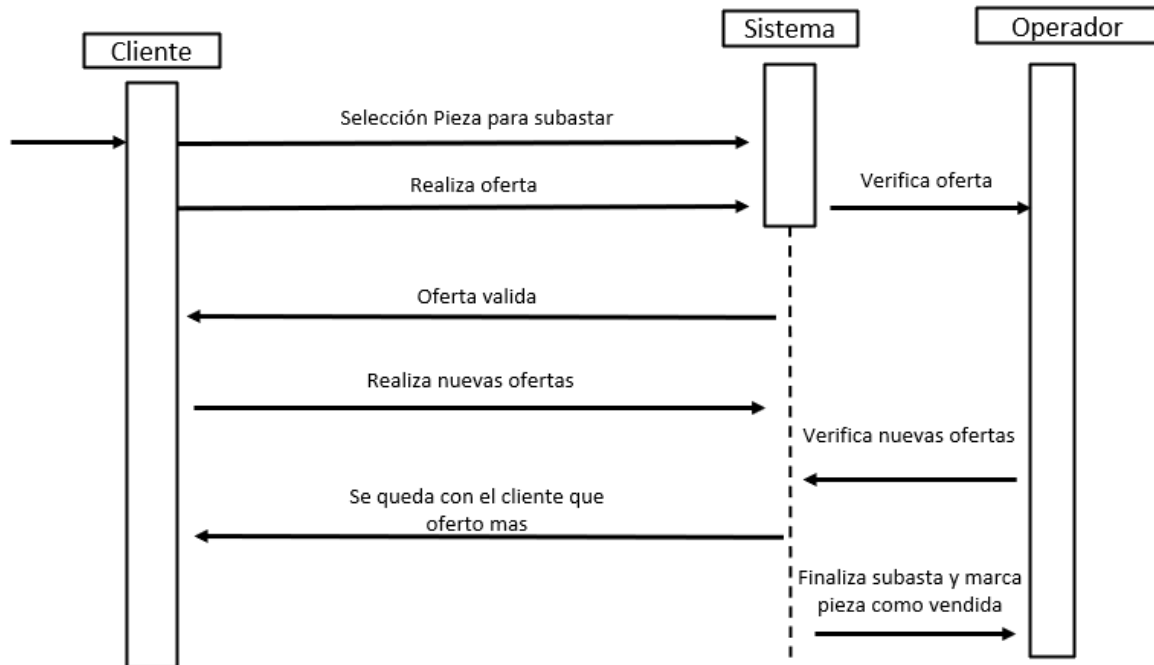 Cliente
Sistema
Operador
Selección Pieza para subastar
Realiza oferta
Verifica oferta
Oferta valida
Realiza nuevas ofertas
Verifica nuevas ofertas
Se queda con el cliente que
oferto mas
Finaliza subasta y marca
pieza como vendida